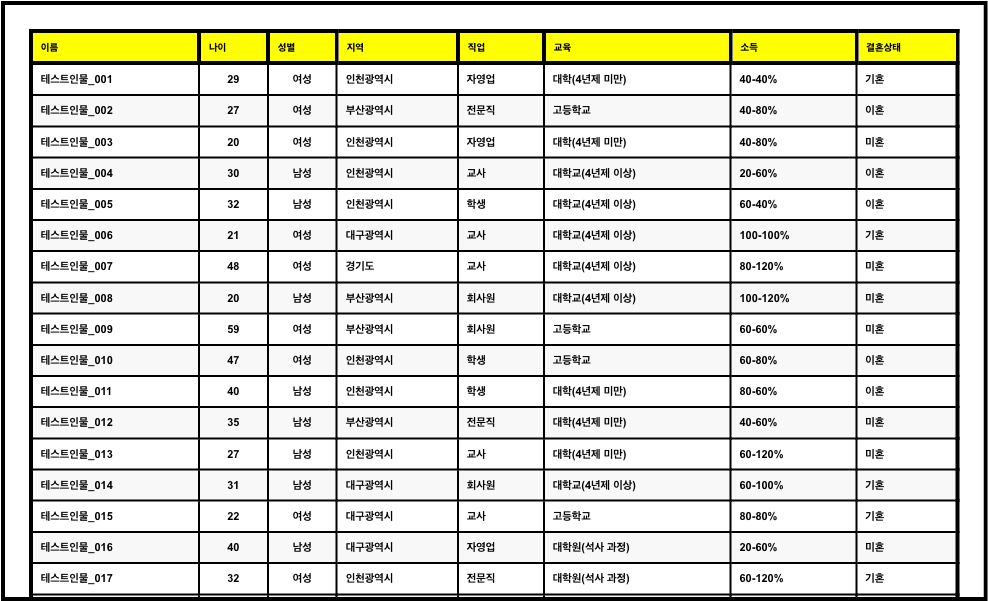 이름 나이 성별 지역 직업 교육 소득 결혼상태
테스트인물_001 29 여성 인천광역시 자영업 대학(4년제 미만) 40-40% 기혼
테스트인물_002 27 여성 부산광역시 전문직 고등학교 40-80% 이혼
테스트인물_003 20 여성 인천광역시 자영업 대학(4년제 미만) 40-80% 미혼
테스트인물_004 30 남성 인천광역시 교사 대학교(4년제 이상) 20-60% 이혼
테스트인물_005 32 남성 인천광역시 학생 대학교(4년제 이상) 60-40% 이혼
테스트인물_006 21 여성 대구광역시 교사 대학교(4년제 이상) 100-100% 기혼
테스트인물_007 48 여성 경기도 교사 대학교(4년제 이상) 80-120% 미혼
테스트인물_008 20 남성 부산광역시 회사원 대학교(4년제 이상) 100-120% 미혼
테스트인물_009 59 여성 부산광역시 회사원 고등학교 60-60% 미혼
테스트인물_010 47 여성 인천광역시 학생 고등학교 60-80% 이혼
테스트인물_011 40 남성 인천광역시 학생 대학(4년제 미만) 80-60% 이혼
테스트인물_012 35 남성 부산광역시 전문직 대학(4년제 미만) 40-60% 미혼
테스트인물_013 27 남성 인천광역시 교사 대학(4년제 미만) 60-120% 미혼
테스트인물_014 31 남성 대구광역시 회사원 대학교(4년제 이상) 60-100% 기혼
테스트인물_015 22 여성 대구광역시 교사 고등학교 80-80% 기혼
테스트인물_016 40 남성 대구광역시 자영업 대학원(석사 과정) 20-60% 미혼
테스트인물_017 32 여성 인천광역시 전문직 대학원(석사 과정) 60-120% 기혼